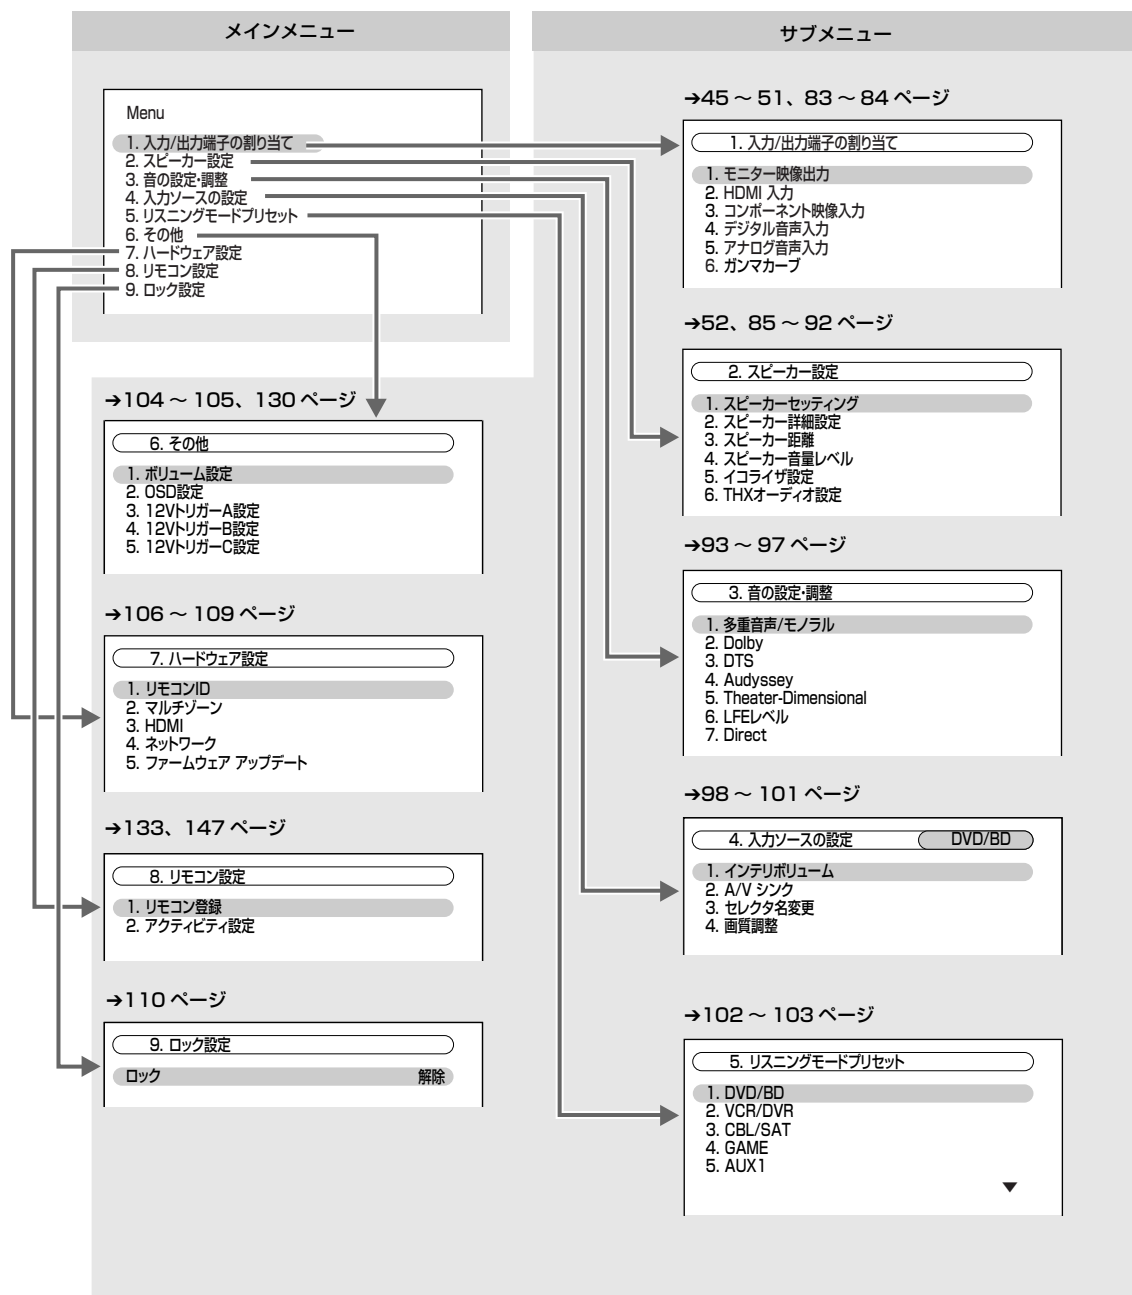 メインメニュー
サブメニュー
Menu
1. 入力/出力端子の割り当て
2. スピーカー設定
3. 音の設定・調整
4. 入力ソースの設定
5. リスニングモードプリセット
6. その他
7. ハードウェア設定
8. リモコン設定
9. ロック設定
➔104 ～ 105、130 ページ
6. その他
1. ボリューム設定
2. OSD設定
3. 12VトリガーA設定
4. 12VトリガーB設定
5. 12VトリガーC設定
➔106 ～ 109 ページ
7. ハードウェア設定
1. リモコンID
2. マルチゾーン
3. HDMI
4. ネットワーク
5. ファームウェア アップデート
➔133、147 ページ
8. リモコン設定
1. リモコン登録
2. アクティビティ設定
➔110 ページ
9. ロック設定
ロック 解除
➔45 ～ 51、83 ～ 84 ページ
1. 入力/出力端子の割り当て
1. モニター映像出力
2. HDMI 入力
3. コンポーネント映像入力
4. デジタル音声入力
5. アナログ音声入力
6. ガンマカーブ
➔52、85 ～ 92 ページ
2. スピーカー設定
1. スピーカーセッティング
2. スピーカー詳細設定
3. スピーカー距離
4. スピーカー音量レベル
5. イコライザ設定
6. THXオーディオ設定
➔93 ～ 97 ページ
3. 音の設定・調整
1. 多重音声/モノラル
2. Dolby
3. DTS
4. Audyssey
5. Theater-Dimensional
6. LFEレベル
7. Direct
➔98 ～ 101 ページ
4. 入力ソースの設定 DVD/BD
1. インテリボリューム
2. A/V シンク
3. セレクタ名変更
4. 画質調整
➔102 ～ 103 ページ
5. リスニングモードプリセット
1. DVD/BD
2. VCR/DVR
3. CBL/SAT
4. GAME
5. AUX1